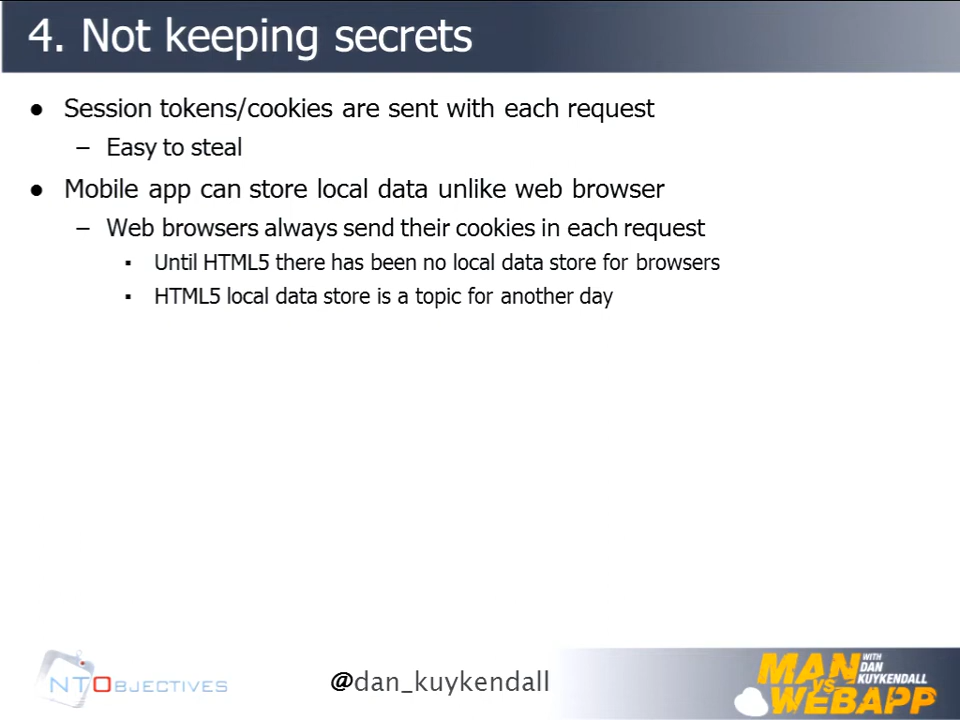 4. Not keeping secrets
● Session tokens/cookies are sent with each request
– Easy to steal
● Mobile app can store local data unlike web browser
– Web browsers always send their cookies in each request
▪ Until HTML5 there has been no local data store for browsers
▪ HTML5 local data store is a topic for another day
NTOBJECTIVES
@dan_kuykendall
MAN VS WEBAPP
WITH DAN KUYKENDALL